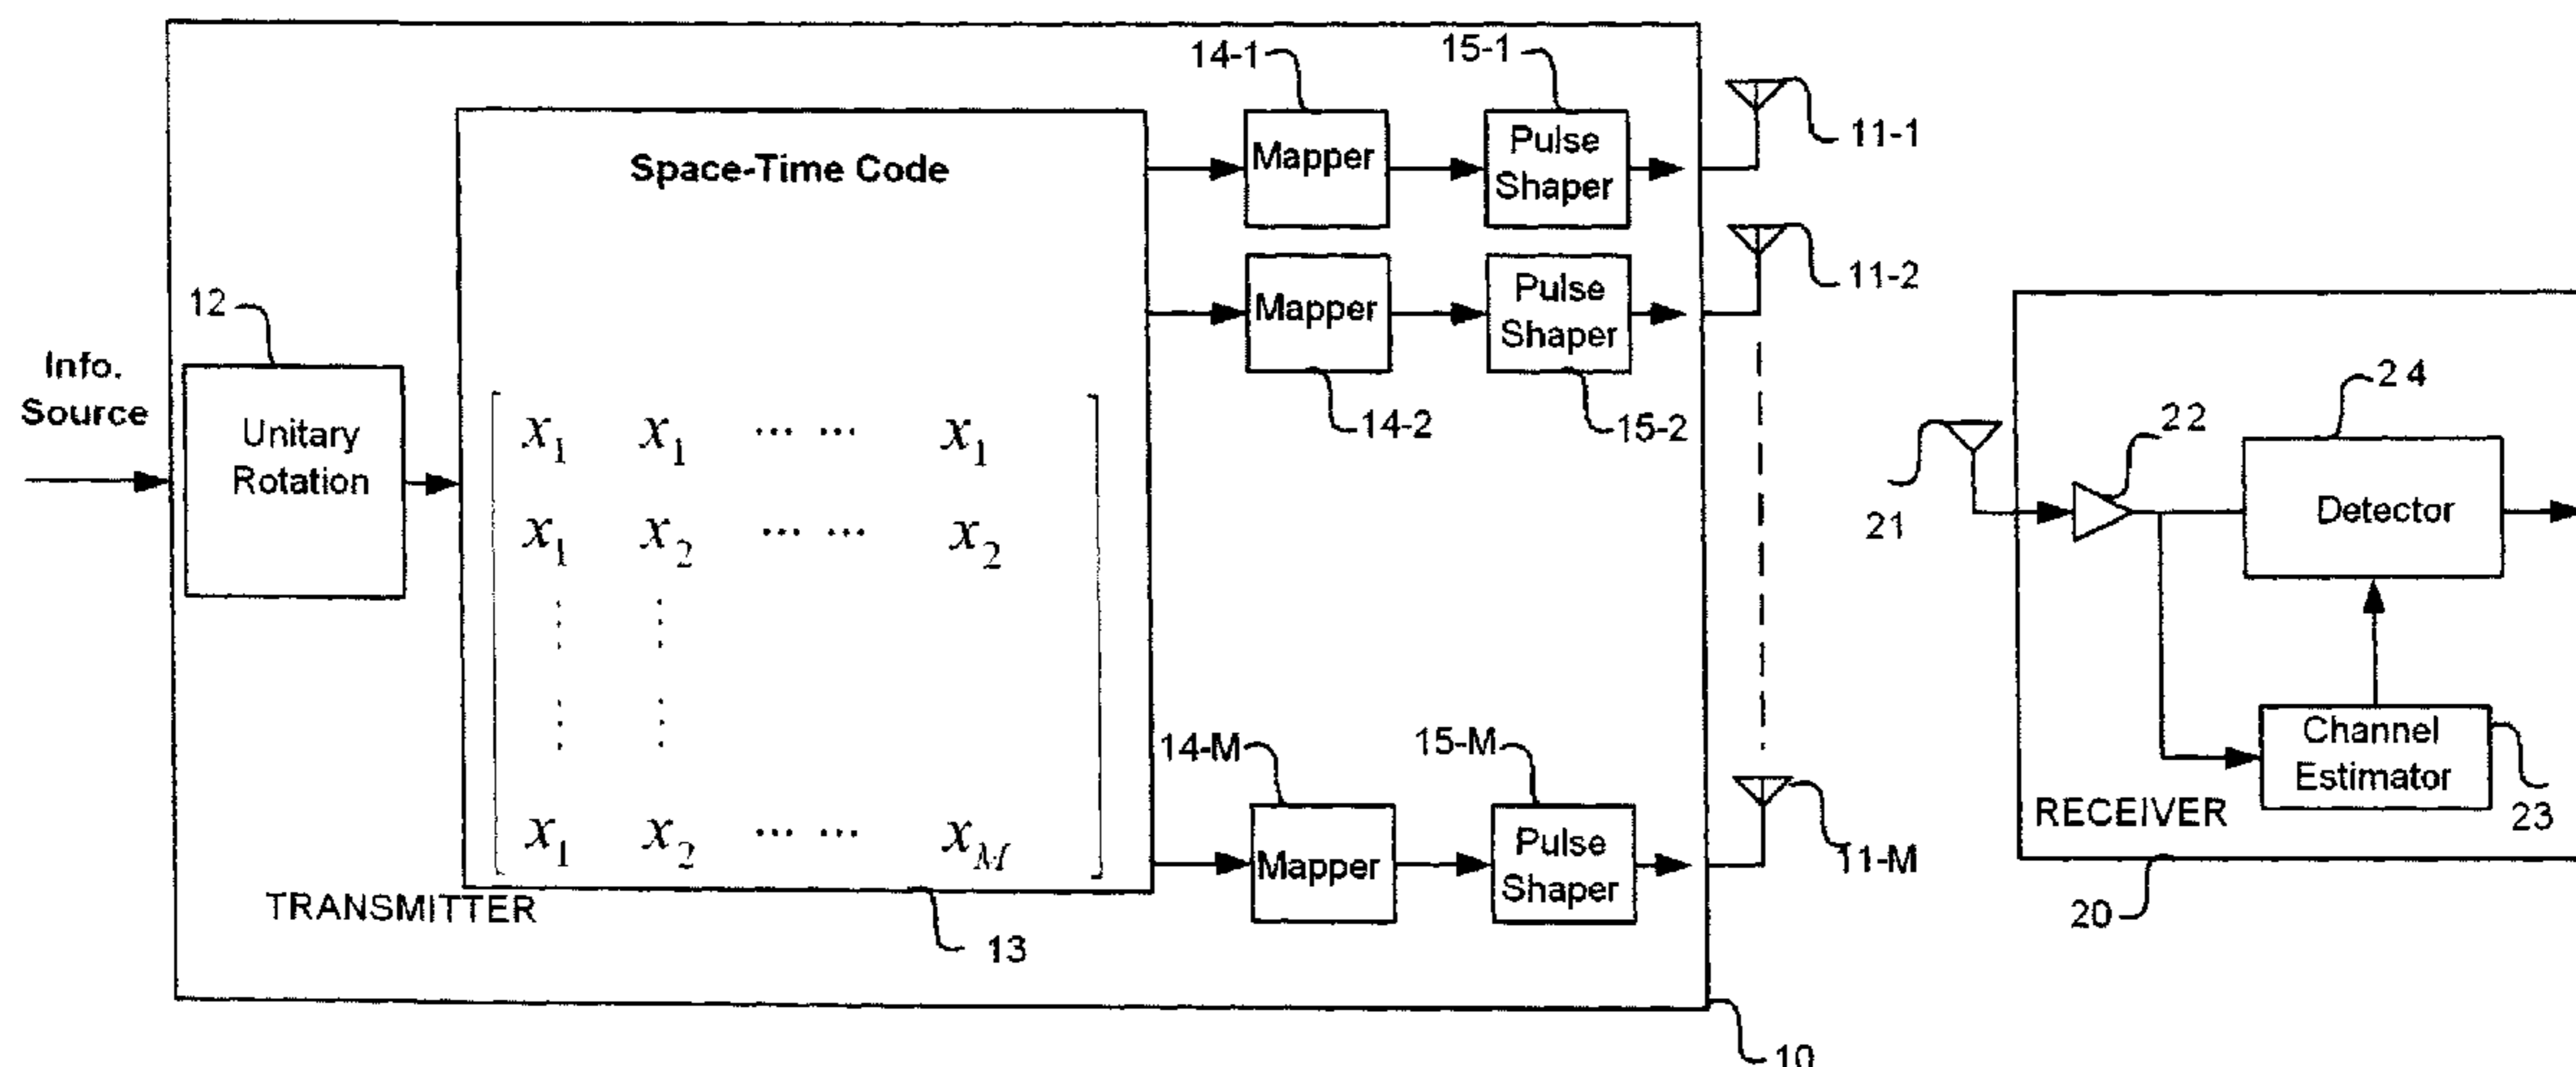 14-1
15-1
Space-Time Code
Mapper
Pulse
Shaper
11-1
12
Mapper
Pulse
Shaper
11-2
Info.
Source
Unitary
Rotation
14-2
15-2
x1 x1 ... ... x1
x1 x2 ... ... x2
x1 x2 ... ... xM
14-M
15-M
Mapper
Pulse
Shaper
11-M
TRANSMITTER
13
10
21
22
24
Detector
Channel
Estimator
23
RECEIVER
20